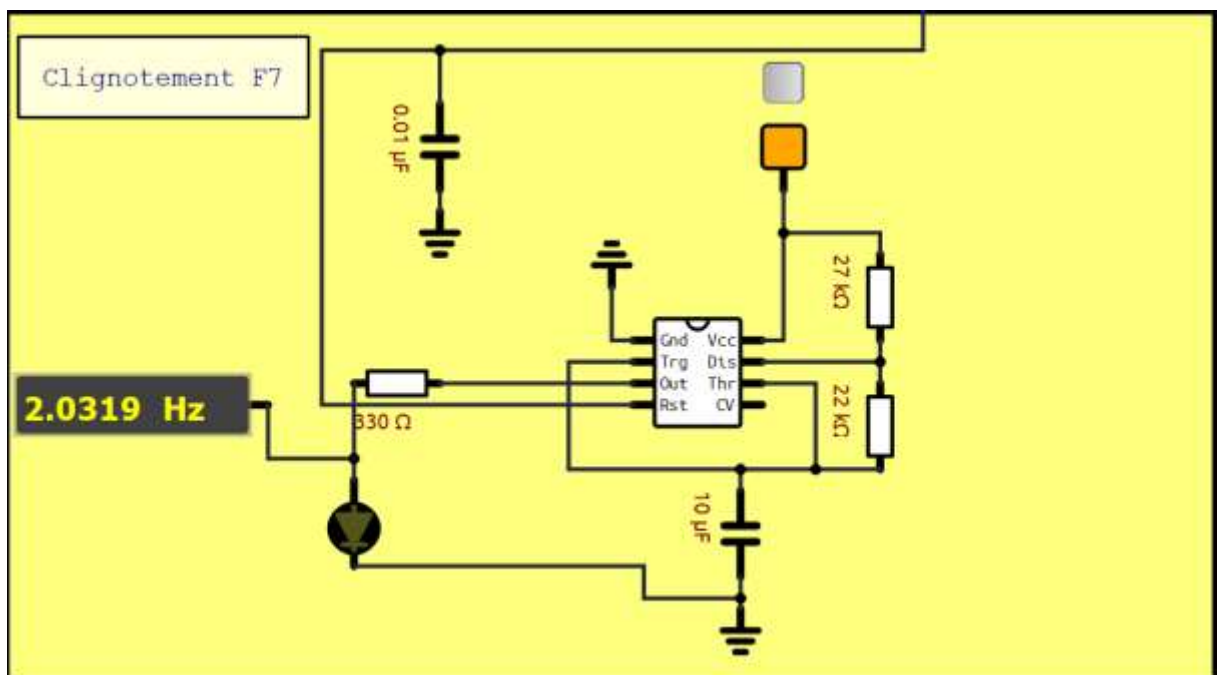 Clignotement F7
0.01 µF
27 kΩ
Gnd Vcc
Trg Dis
Out Thr
Rst CV
2.0319 Hz
330 Ω
22 kΩ
10 µF